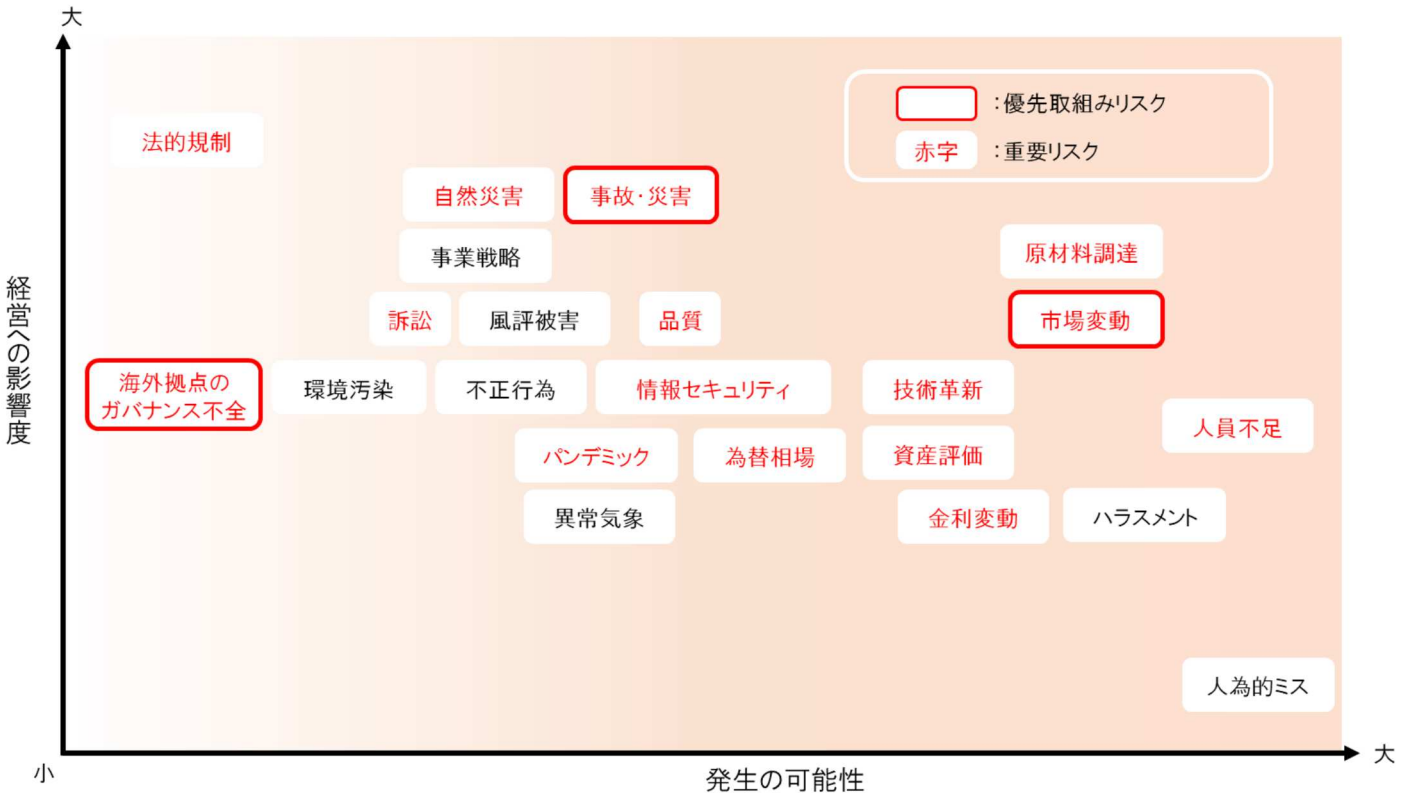 大
:優先取組みリスク
赤字 :重要リスク
法的規制
自然災害
事故・災害
事業戦略
原材料調達
訴訟
風評被害
品質
市場変動
海外拠点の
ガバナンス不全
環境汚染
不正行為
情報セキュリティ
技術革新
人員不足
パンデミック
為替相場
資産評価
異常気象
金利変動
ハラスメント
人為的ミス
経営への影響度
小
発生の可能性
大